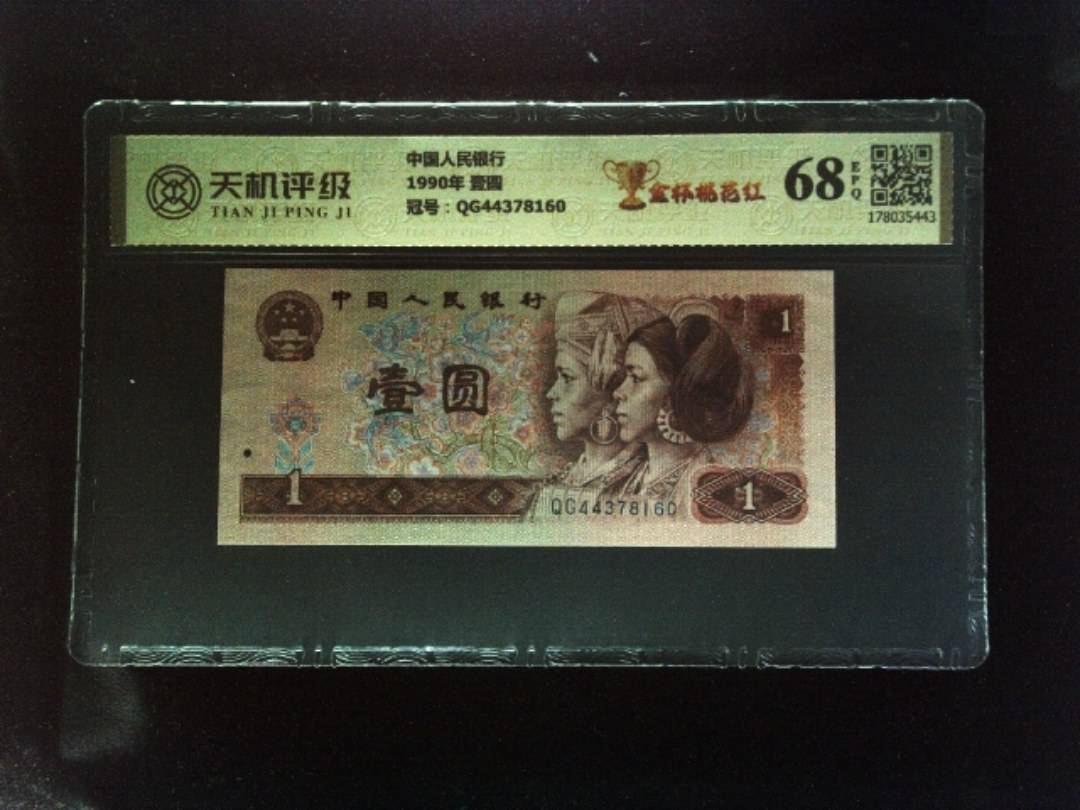 天机评级
TIAN JI PING JI
中国人民银行
1990年 壹圆
冠号：QG44378160
金杯桃花红
68
EPQ
178035443
中国人民银行
壹圆
1
1
QG44378160
1